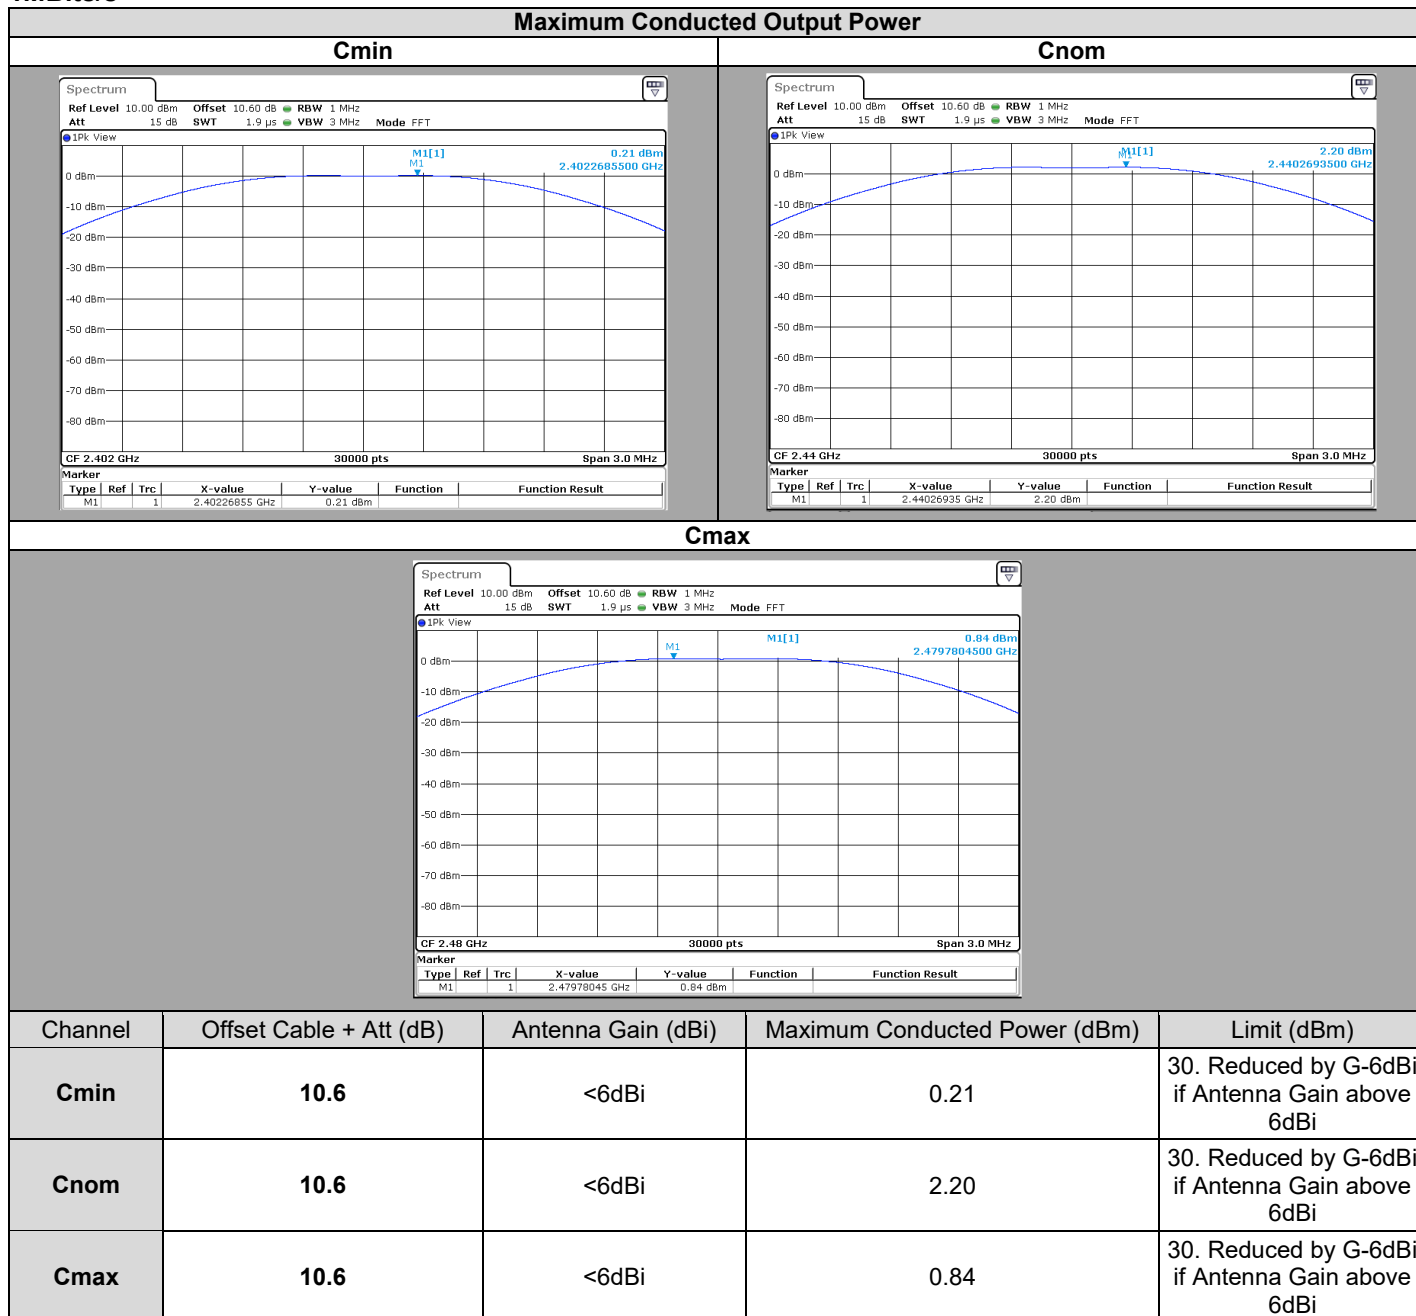 Maximum Conducted Output Power
Cmin Cnom
Spectrum
Ref Level 10.00 dBm Offset 10.60 dB RBW 1 MHz
Att 15 dB SWT 1.9 µs VBW 3 MHz Mode FFT
1Pk View
M1[1] 0.21 dBm
M1 2.4022685500 GHz
0 dBm
-10 dBm
-20 dBm
-30 dBm
-40 dBm
-50 dBm
-60 dBm
-70 dBm
-80 dBm
CF 2.402 GHz 30000 pts Span 3.0 MHz
Marker
Type Ref Trc X-value Y-value Function Function Result
M1 1 2.40226855 GHz 0.21 dBm
Spectrum
Ref Level 10.00 dBm Offset 10.60 dB RBW 1 MHz
Att 15 dB SWT 1.9 µs VBW 3 MHz Mode FFT
1Pk View
M1[1] 2.20 dBm
M1 2.4402693500 GHz
0 dBm
-10 dBm
-20 dBm
-30 dBm
-40 dBm
-50 dBm
-60 dBm
-70 dBm
-80 dBm
CF 2.44 GHz 30000 pts Span 3.0 MHz
Marker
Type Ref Trc X-value Y-value Function Function Result
M1 1 2.44026935 GHz 2.20 dBm
Cmax
Spectrum
Ref Level 10.00 dBm Offset 10.60 dB RBW 1 MHz
Att 15 dB SWT 1.9 µs VBW 3 MHz Mode FFT
1Pk View
M1[1] 0.84 dBm
M1 2.4797804500 GHz
0 dBm
-10 dBm
-20 dBm
-30 dBm
-40 dBm
-50 dBm
-60 dBm
-70 dBm
-80 dBm
CF 2.48 GHz 30000 pts Span 3.0 MHz
Marker
Type Ref Trc X-value Y-value Function Function Result
M1 1 2.47978045 GHz 0.84 dBm
Channel Offset Cable + Att (dB) Antenna Gain (dBi) Maximum Conducted Power (dBm) Limit (dBm)
Cmin 10.6 <6dBi 0.21 30. Reduced by G-6dBi
if Antenna Gain above
6dBi
Cnom 10.6 <6dBi 2.20 30. Reduced by G-6dBi
if Antenna Gain above
6dBi
Cmax 10.6 <6dBi 0.84 30. Reduced by G-6dBi
if Antenna Gain above
6dBi